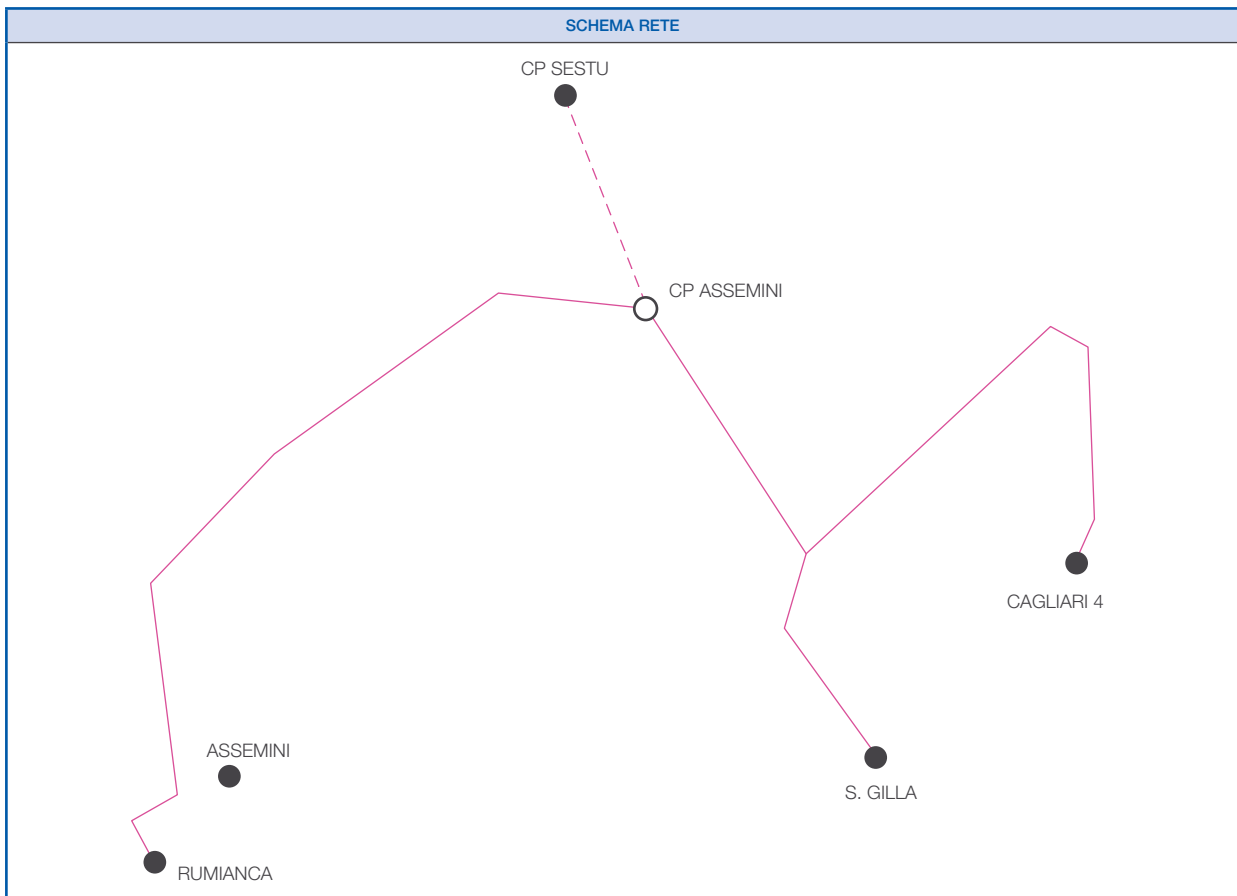 SCHEMA RETE
CP SESTU
CP ASSEMINI
CAGLIARI 4
ASSEMINI
S. GILLA
RUMIANCA